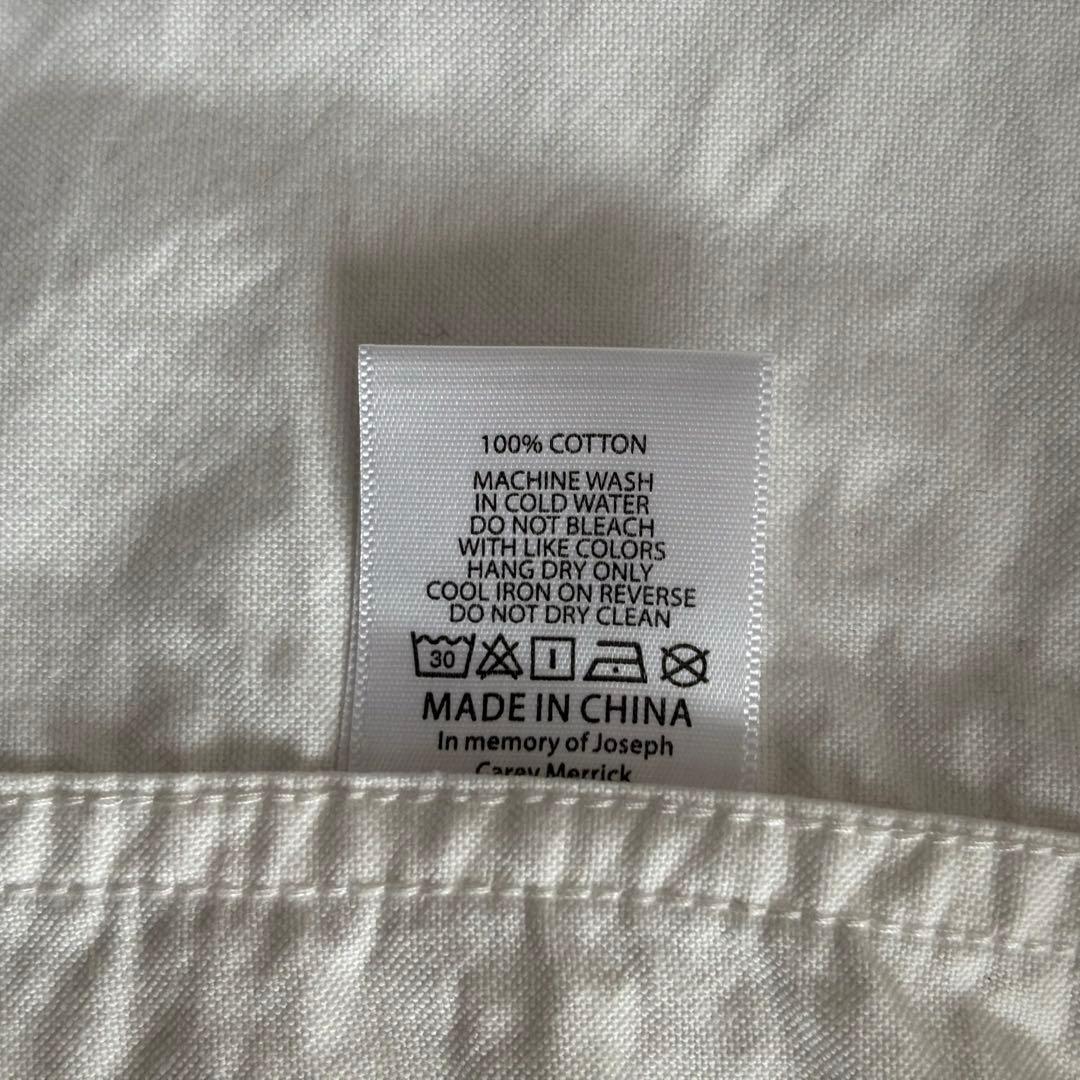 100% COTTON
MACHINE WASH
IN COLD WATER
DO NOT BLEACH
WITH LIKE COLORS
HANG DRY ONLY
COOL IRON ON REVERSE
DO NOT DRY CLEAN
30
MADE IN CHINA
In memory of Joseph
Carey Merrick